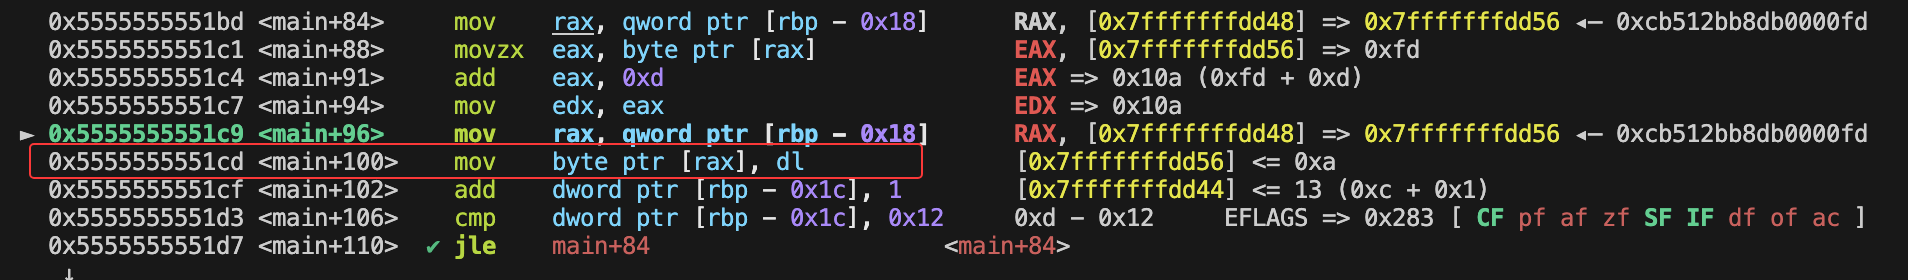 0x5555555551bd <main+84> mov rax, qword ptr [rbp - 0x18] RAX, [0x7fffffffdd48] => 0x7fffffffdd56 ◂— 0xcb512bb8db0000fd
0x5555555551c1 <main+88> movzx eax, byte ptr [rax] EAX, [0x7fffffffdd56] => 0xfd
0x5555555551c4 <main+91> add eax, 0xd EAX => 0x10a (0xfd + 0xd)
0x5555555551c7 <main+94> mov edx, eax EDX => 0x10a
► 0x5555555551c9 <main+96> mov rax, qword ptr [rbp - 0x18] RAX, [0x7fffffffdd48] => 0x7fffffffdd56 ◂— 0xcb512bb8db0000fd
0x5555555551cd <main+100> mov byte ptr [rax], dl [0x7fffffffdd56] <= 0xa
0x5555555551cf <main+102> add dword ptr [rbp - 0x1c], 1 [0x7fffffffdd44] <= 13 (0xc + 0x1)
0x5555555551d3 <main+106> cmp dword ptr [rbp - 0x1c], 0x12 0xd - 0x12 EFLAGS => 0x283 [ CF pf af zf SF IF df of ac ]
0x5555555551d7 <main+110> ✔ jle main+84 <main+84>
↓